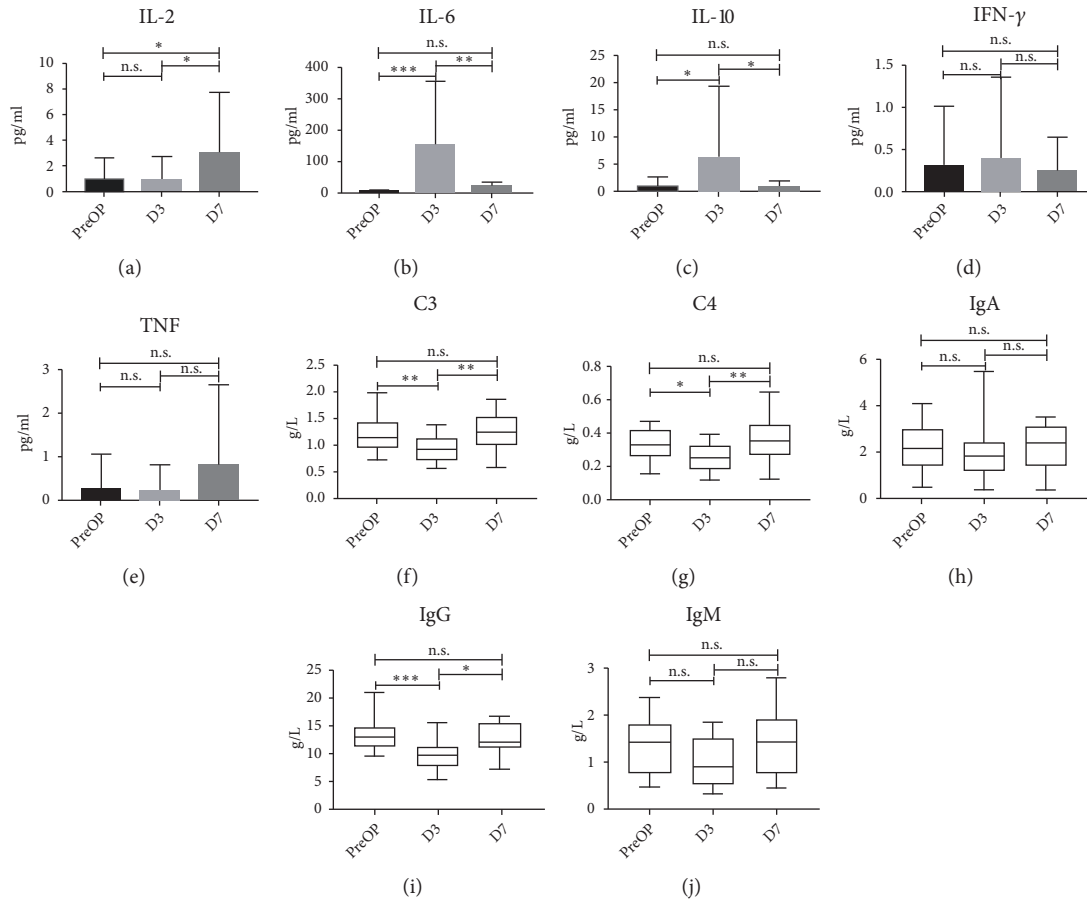 IL-2
n.s.
*
*
pg/ml
10
8
6
4
2
0
PreOP
D3
D7
(a)
IL-6
n.s.
***
**
pg/ml
400
300
200
100
0
PreOP
D3
D7
(b)
IL-10
n.s.
*
*
pg/ml
25
20
15
10
5
0
PreOP
D3
D7
(c)
IFN-γ
n.s.
n.s.
n.s.
pg/ml
1.5
1.0
0.5
0.0
PreOP
D3
D7
(d)
TNF
n.s.
n.s.
n.s.
pg/ml
3
2
1
0
PreOP
D3
D7
(e)
C3
n.s.
**
**
g/L
2.5
2.0
1.5
1.0
0.5
0.0
PreOP
D3
D7
(f)
C4
n.s.
*
**
g/L
0.8
0.6
0.4
0.2
0.0
PreOP
D3
D7
(g)
IgA
n.s.
n.s.
n.s.
g/L
6
4
2
0
PreOP
D3
D7
(h)
IgG
n.s.
***
*
g/L
25
20
15
10
5
0
PreOP
D3
D7
(i)
IgM
n.s.
n.s.
n.s.
g/L
3
2
1
0
PreOP
D3
D7
(j)